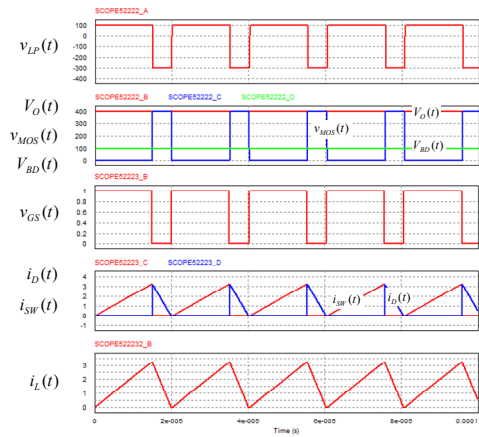 SCOPE52222_A
v_LP(t)
100
0
-100
-200
-300
-400
SCOPE52222_B SCOPE52222_C SCOPE52222_D
V_O(t)
v_MOS(t)
V_BD(t)
400
300
200
100
0
v_MOS(t)
V_O(t)
V_BD(t)
SCOPE52223_B
v_GS(t)
1
0.8
0.6
0.4
0.2
0
SCOPE52223_C SCOPE52223_D
i_D(t)
i_SW(t)
4
3
2
1
0
-1
i_SW(t)
i_D(t)
SCOPE522232_B
i_L(t)
3
2
1
0
0 2e-005 4e-005 6e-005 8e-005 0.0001
Time (s)